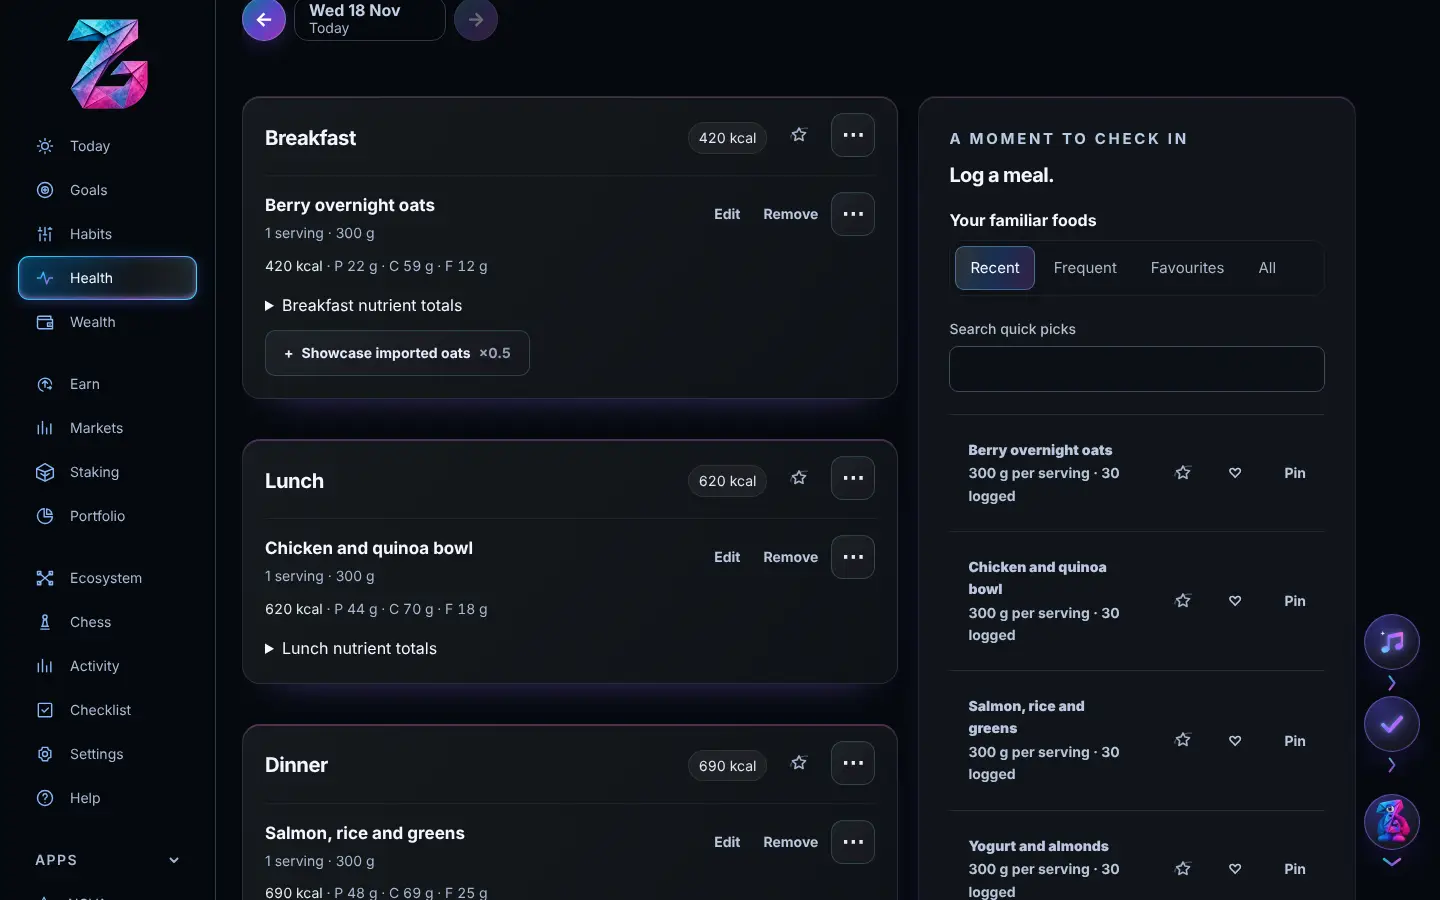 Wed 18 Nov
Today
Today
Goals
Habits
Health
Wealth
Earn
Markets
Staking
Portfolio
Ecosystem
Chess
Activity
Checklist
Settings
Help
APPS
Breakfast
420 kcal
Berry overnight oats
Edit Remove
1 serving · 300 g
420 kcal · P 22 g · C 59 g · F 12 g
▶ Breakfast nutrient totals
+ Showcase imported oats ×0.5
Lunch
620 kcal
Chicken and quinoa bowl
Edit Remove
1 serving · 300 g
620 kcal · P 44 g · C 70 g · F 18 g
▶ Lunch nutrient totals
Dinner
690 kcal
Salmon, rice and greens
Edit Remove
1 serving · 300 g
690 kcal · P 48 g · C 69 g · F 25 g
A MOMENT TO CHECK IN
Log a meal.
Your familiar foods
Recent Frequent Favourites All
Search quick picks
Berry overnight oats
300 g per serving · 30
logged
Pin
Chicken and quinoa
bowl
300 g per serving · 30
logged
Pin
Salmon, rice and
greens
300 g per serving · 30
logged
Pin
Yogurt and almonds
300 g per serving · 30
logged
Pin